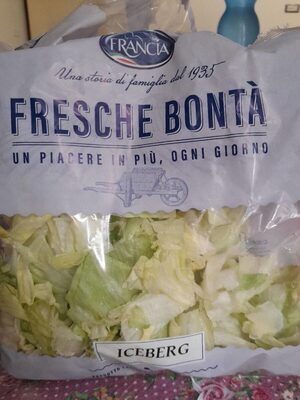 FRANCIA
Una storia di famiglia dal 1935
FRESCHE BONTÀ
UN PIACERE IN PIÙ, OGNI GIORNO
ICEBERG